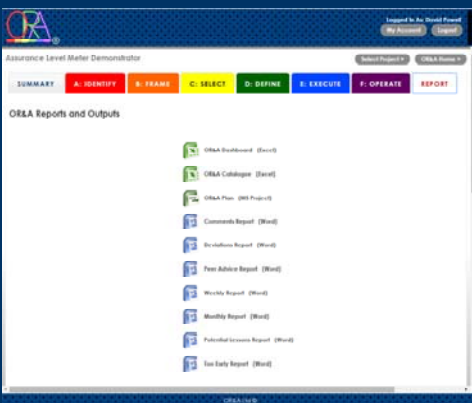 ORA
Logged In As: David Powell
My Account
Logout
Assurance Level Meter Demonstrator
Select Project >
OR&A Home >
SUMMARY
A: IDENTIFY
B: FRAME
C: SELECT
D: DEFINE
E: EXECUTE
F: OPERATE
REPORT
OR&A Reports and Outputs
OR&A Dashboard (Excel)
OR&A Catalogue (Excel)
OR&A Plan (MS Project)
Comments Report (Word)
Deviations Report (Word)
Peer Advice Report (Word)
Weekly Report (Word)
Monthly Report (Word)
Potential Lessons Report (Word)
Too Early Report (Word)